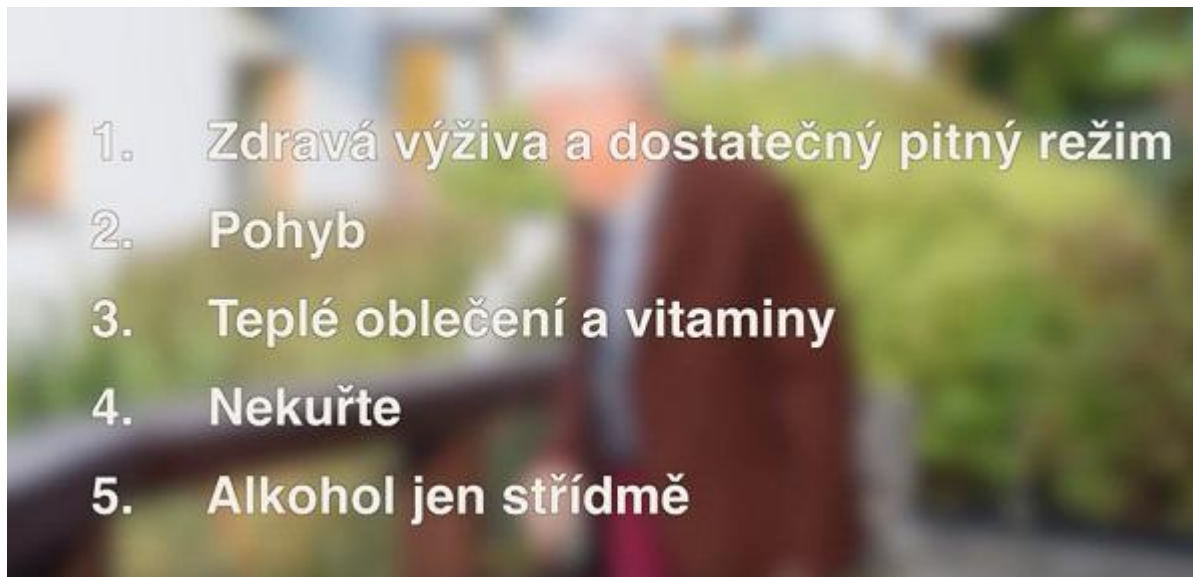 1. Zdravá výživa a dostatečný pitný režim
2. Pohyb
3. Teplé oblečení a vitaminy
4. Nekuřte
5. Alkohol jen střídmě